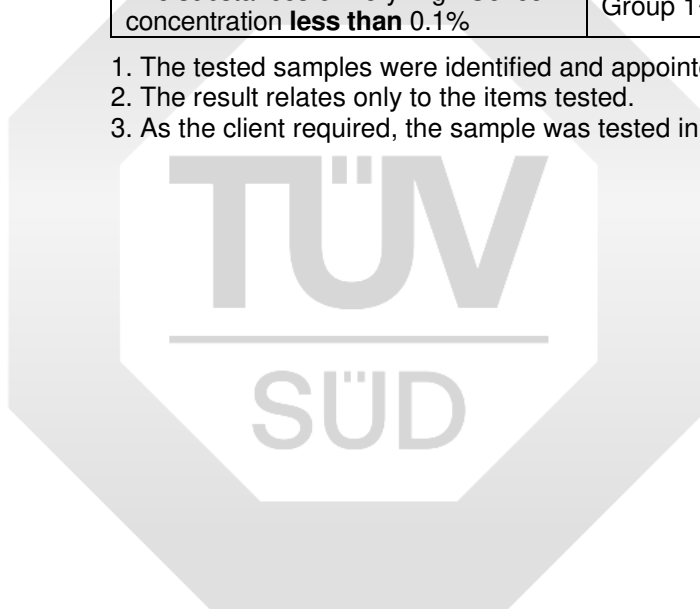 concentration less than 0.1%
Group 1
1. The tested samples were identified and
2. The result relates only to the items tested.
3. As the client required, the sample was tested in
TÜV
SÜD